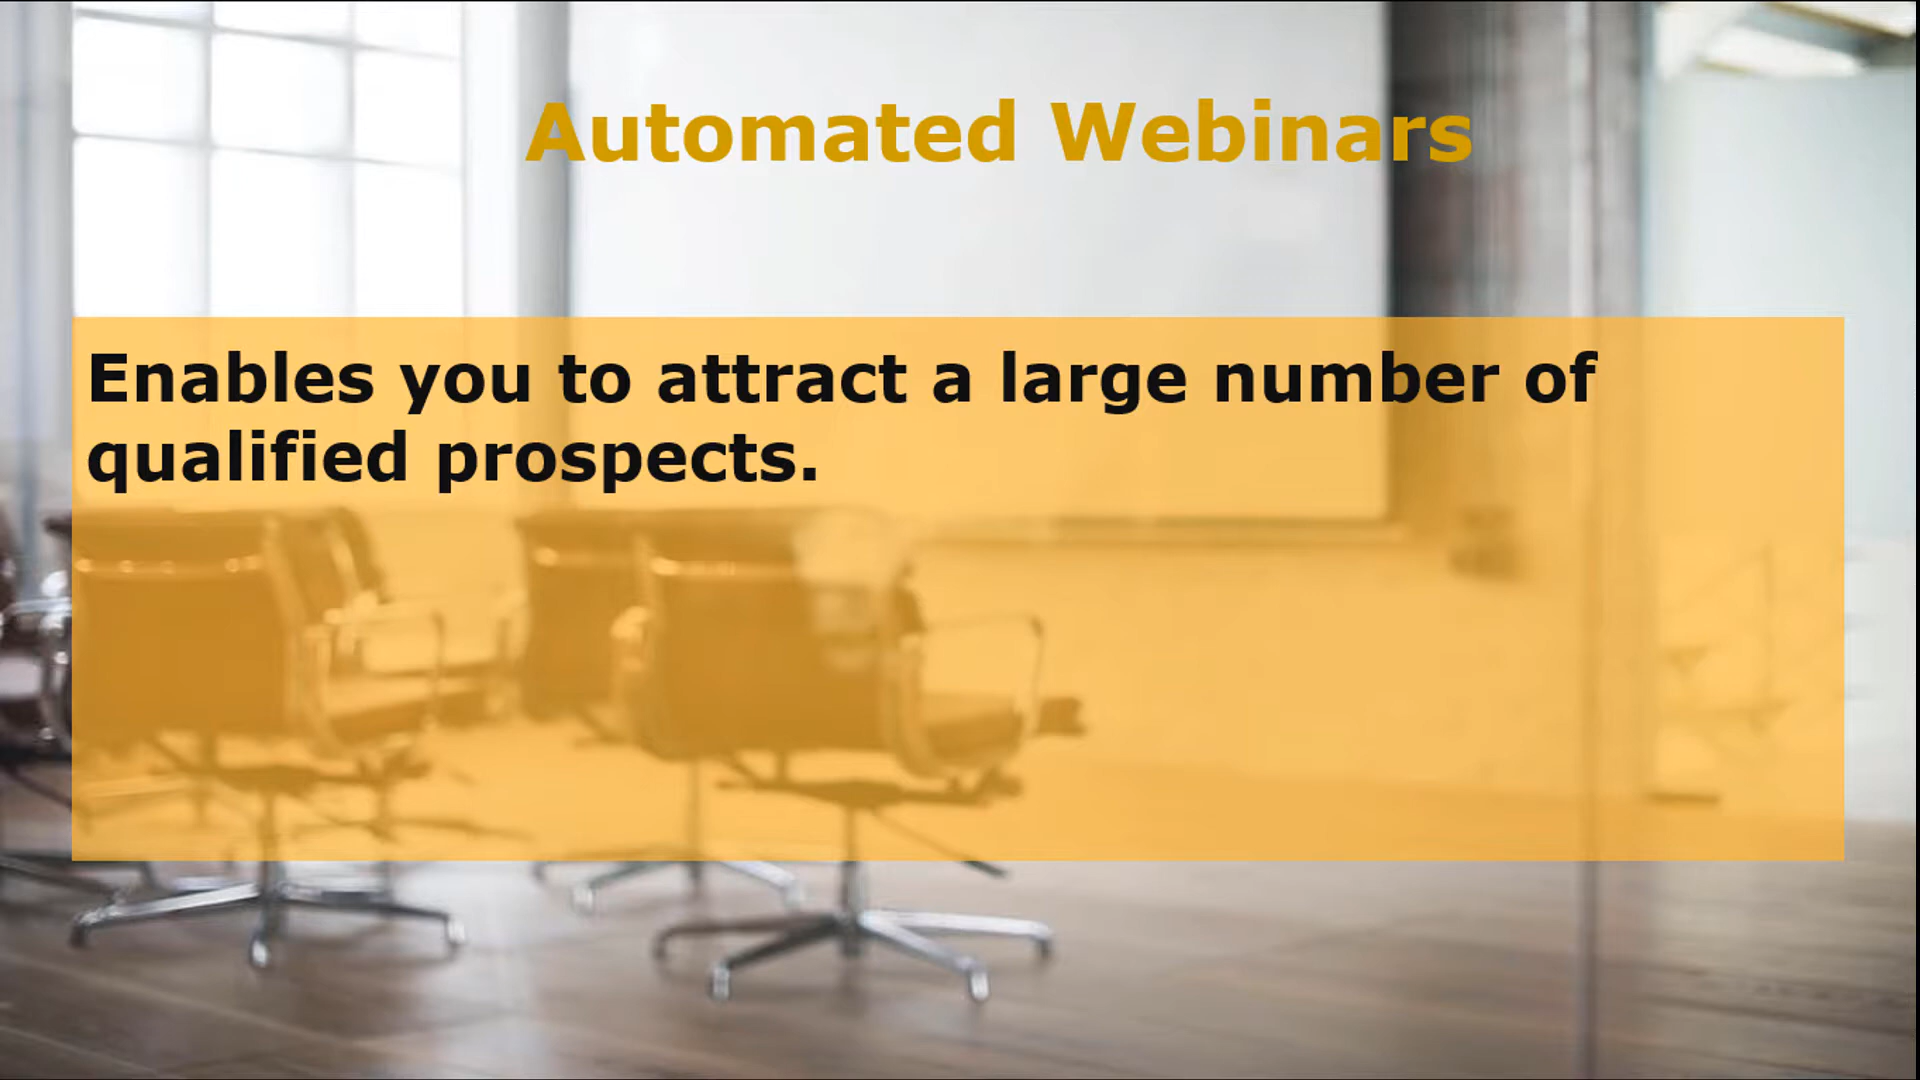 Automated Webinars
Enables you to attract a large number of
qualified prospects.